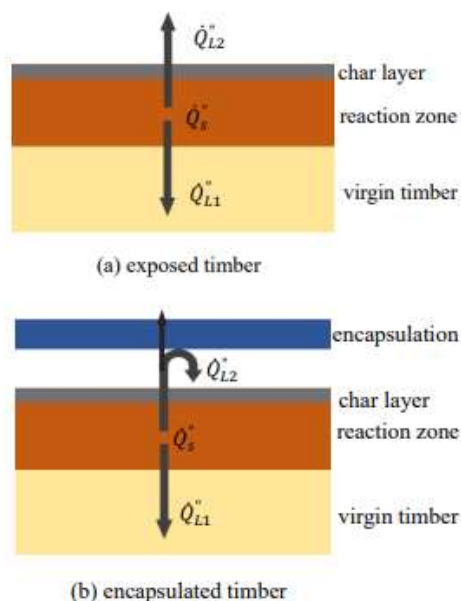 Q̇"L2
char layer
Q̇"s
reaction zone
Q̇"L1
virgin timber
(a) exposed timber
encapsulation
Q̇"L2
char layer
reaction zone
Q̇"s
Q̇"L1
virgin timber
(b) encapsulated timber